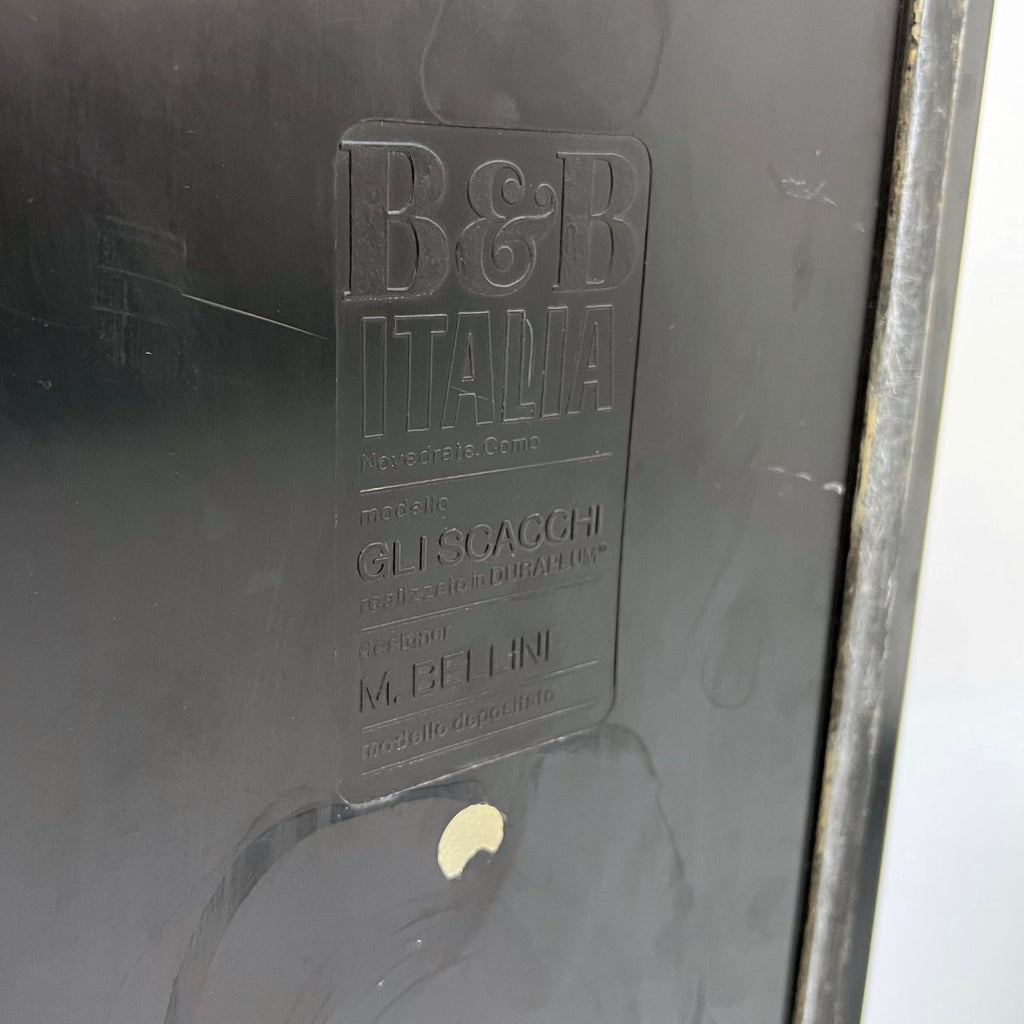 B&B
ITALIA
Novedrate. Como
modello
GLI SCACCHI
realizzato in DURAPLUM®
designer
M. BELLINI
modello depositato